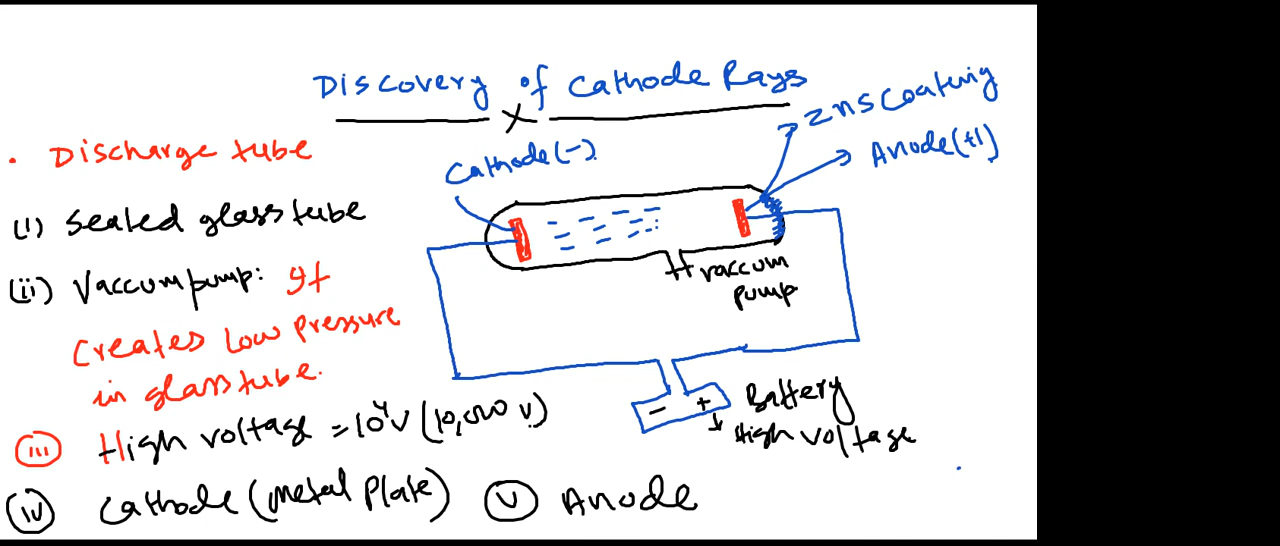 Discovery of Cathode Rays
ZnS Coating
Anode(+)
Cathode(-)
• Discharge tube
(i) Sealed glass tube
(ii) Vaccum pump: It
Creates Low Pressure
in glass tube.
vaccum
pump
- + Battery
High voltage
(iii) High voltage = 10⁴V (10,000 V)
(iv) Cathode (metal Plate) (V) Anode